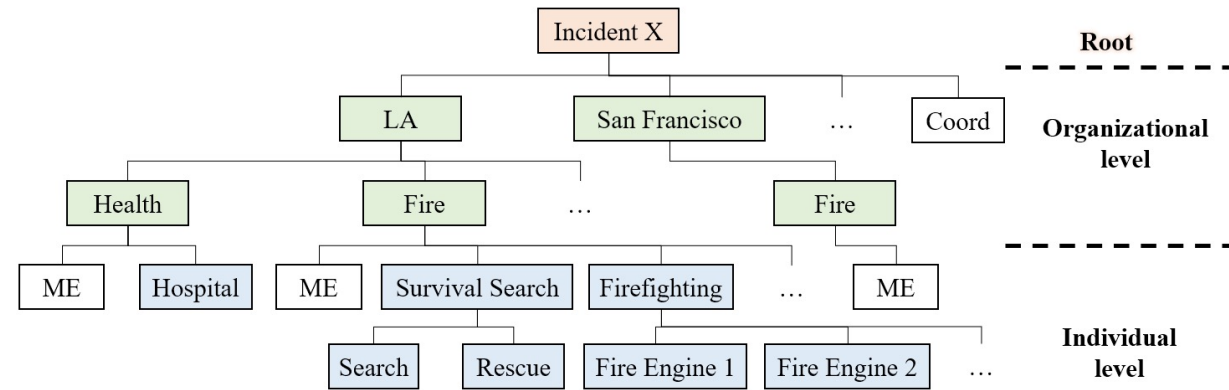 Incident X
Root
LA
San Francisco
...
Coord
Organizational
level
Health
Fire
...
Fire
ME
Hospital
ME
Survival Search
Firefighting
...
ME
Search
Rescue
Fire Engine 1
Fire Engine 2
...
Individual
level